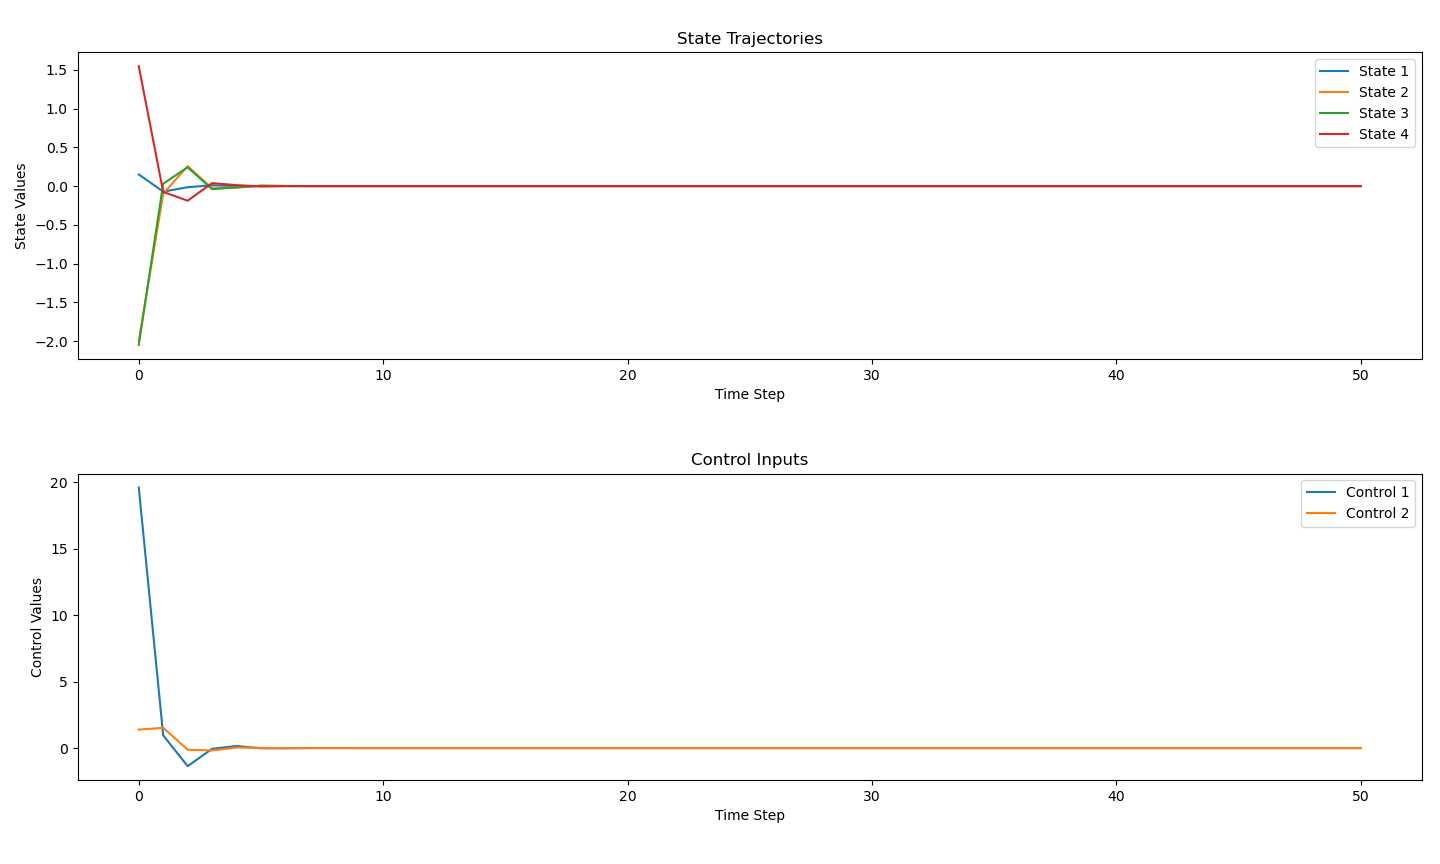 State Trajectories
State Values
1.5
1.0
0.5
0.0
−0.5
−1.0
−1.5
−2.0
State 1
State 2
State 3
State 4
0 10 20 30 40 50
Time Step
Control Inputs
Control Values
20
15
10
5
0
Control 1
Control 2
0 10 20 30 40 50
Time Step